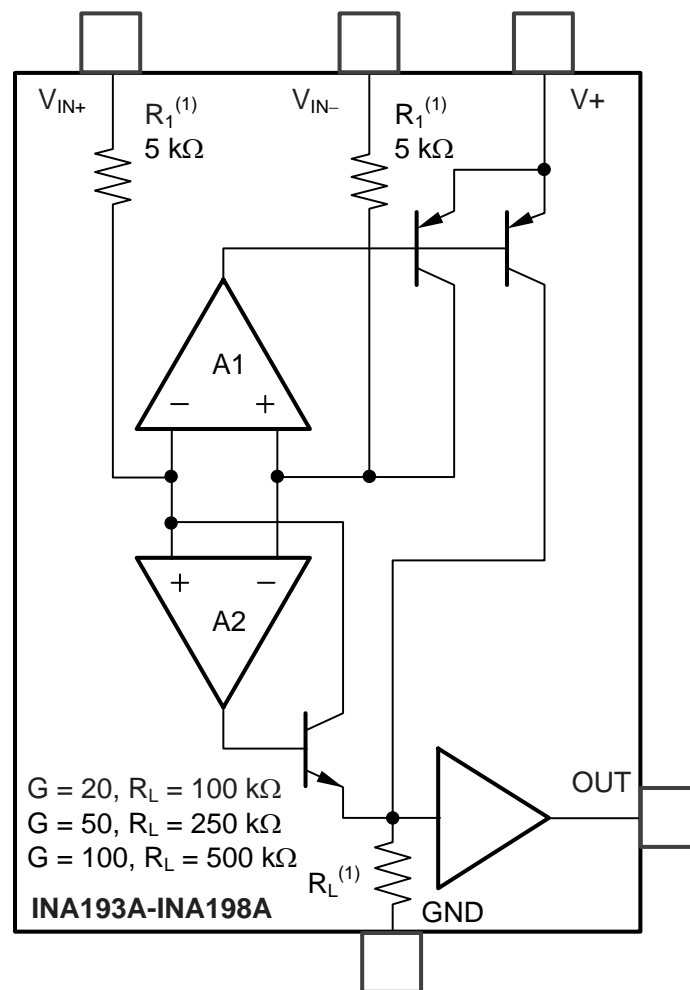 V_IN+ R_1^(1) V_IN– R_1^(1) V+
5 kΩ 5 kΩ
A1
− +
+ −
A2
OUT
G = 20, R_L = 100 kΩ
G = 50, R_L = 250 kΩ
G = 100, R_L = 500 kΩ
R_L^(1)
INA193A-INA198A GND